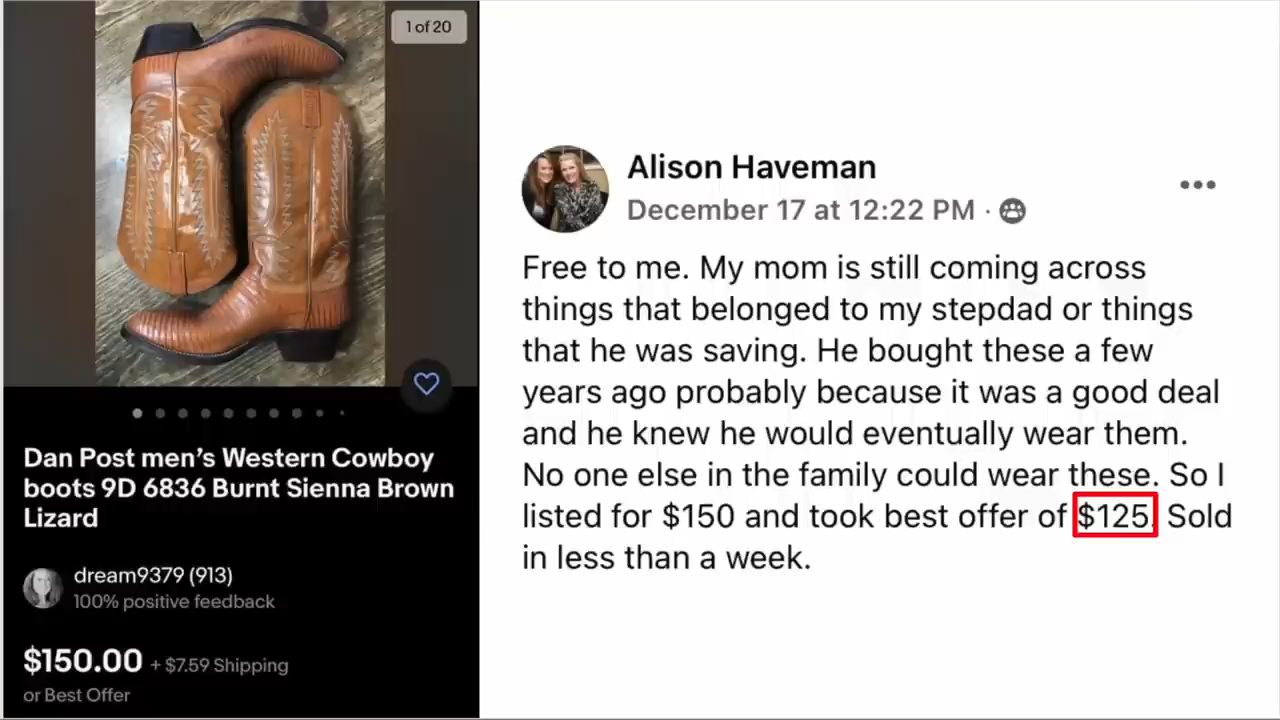 1 of 20
Dan Post men's Western Cowboy
boots 9D 6836 Burnt Sienna Brown
Lizard
dream9379 (913)
100% positive feedback
$150.00 + $7.59 Shipping
or Best Offer
Alison Haveman
December 17 at 12:22 PM ·
Free to me. My mom is still coming across
things that belonged to my stepdad or things
that he was saving. He bought these a few
years ago probably because it was a good deal
and he knew he would eventually wear them.
No one else in the family could wear these. So I
listed for $150 and took best offer of $125. Sold
in less than a week.